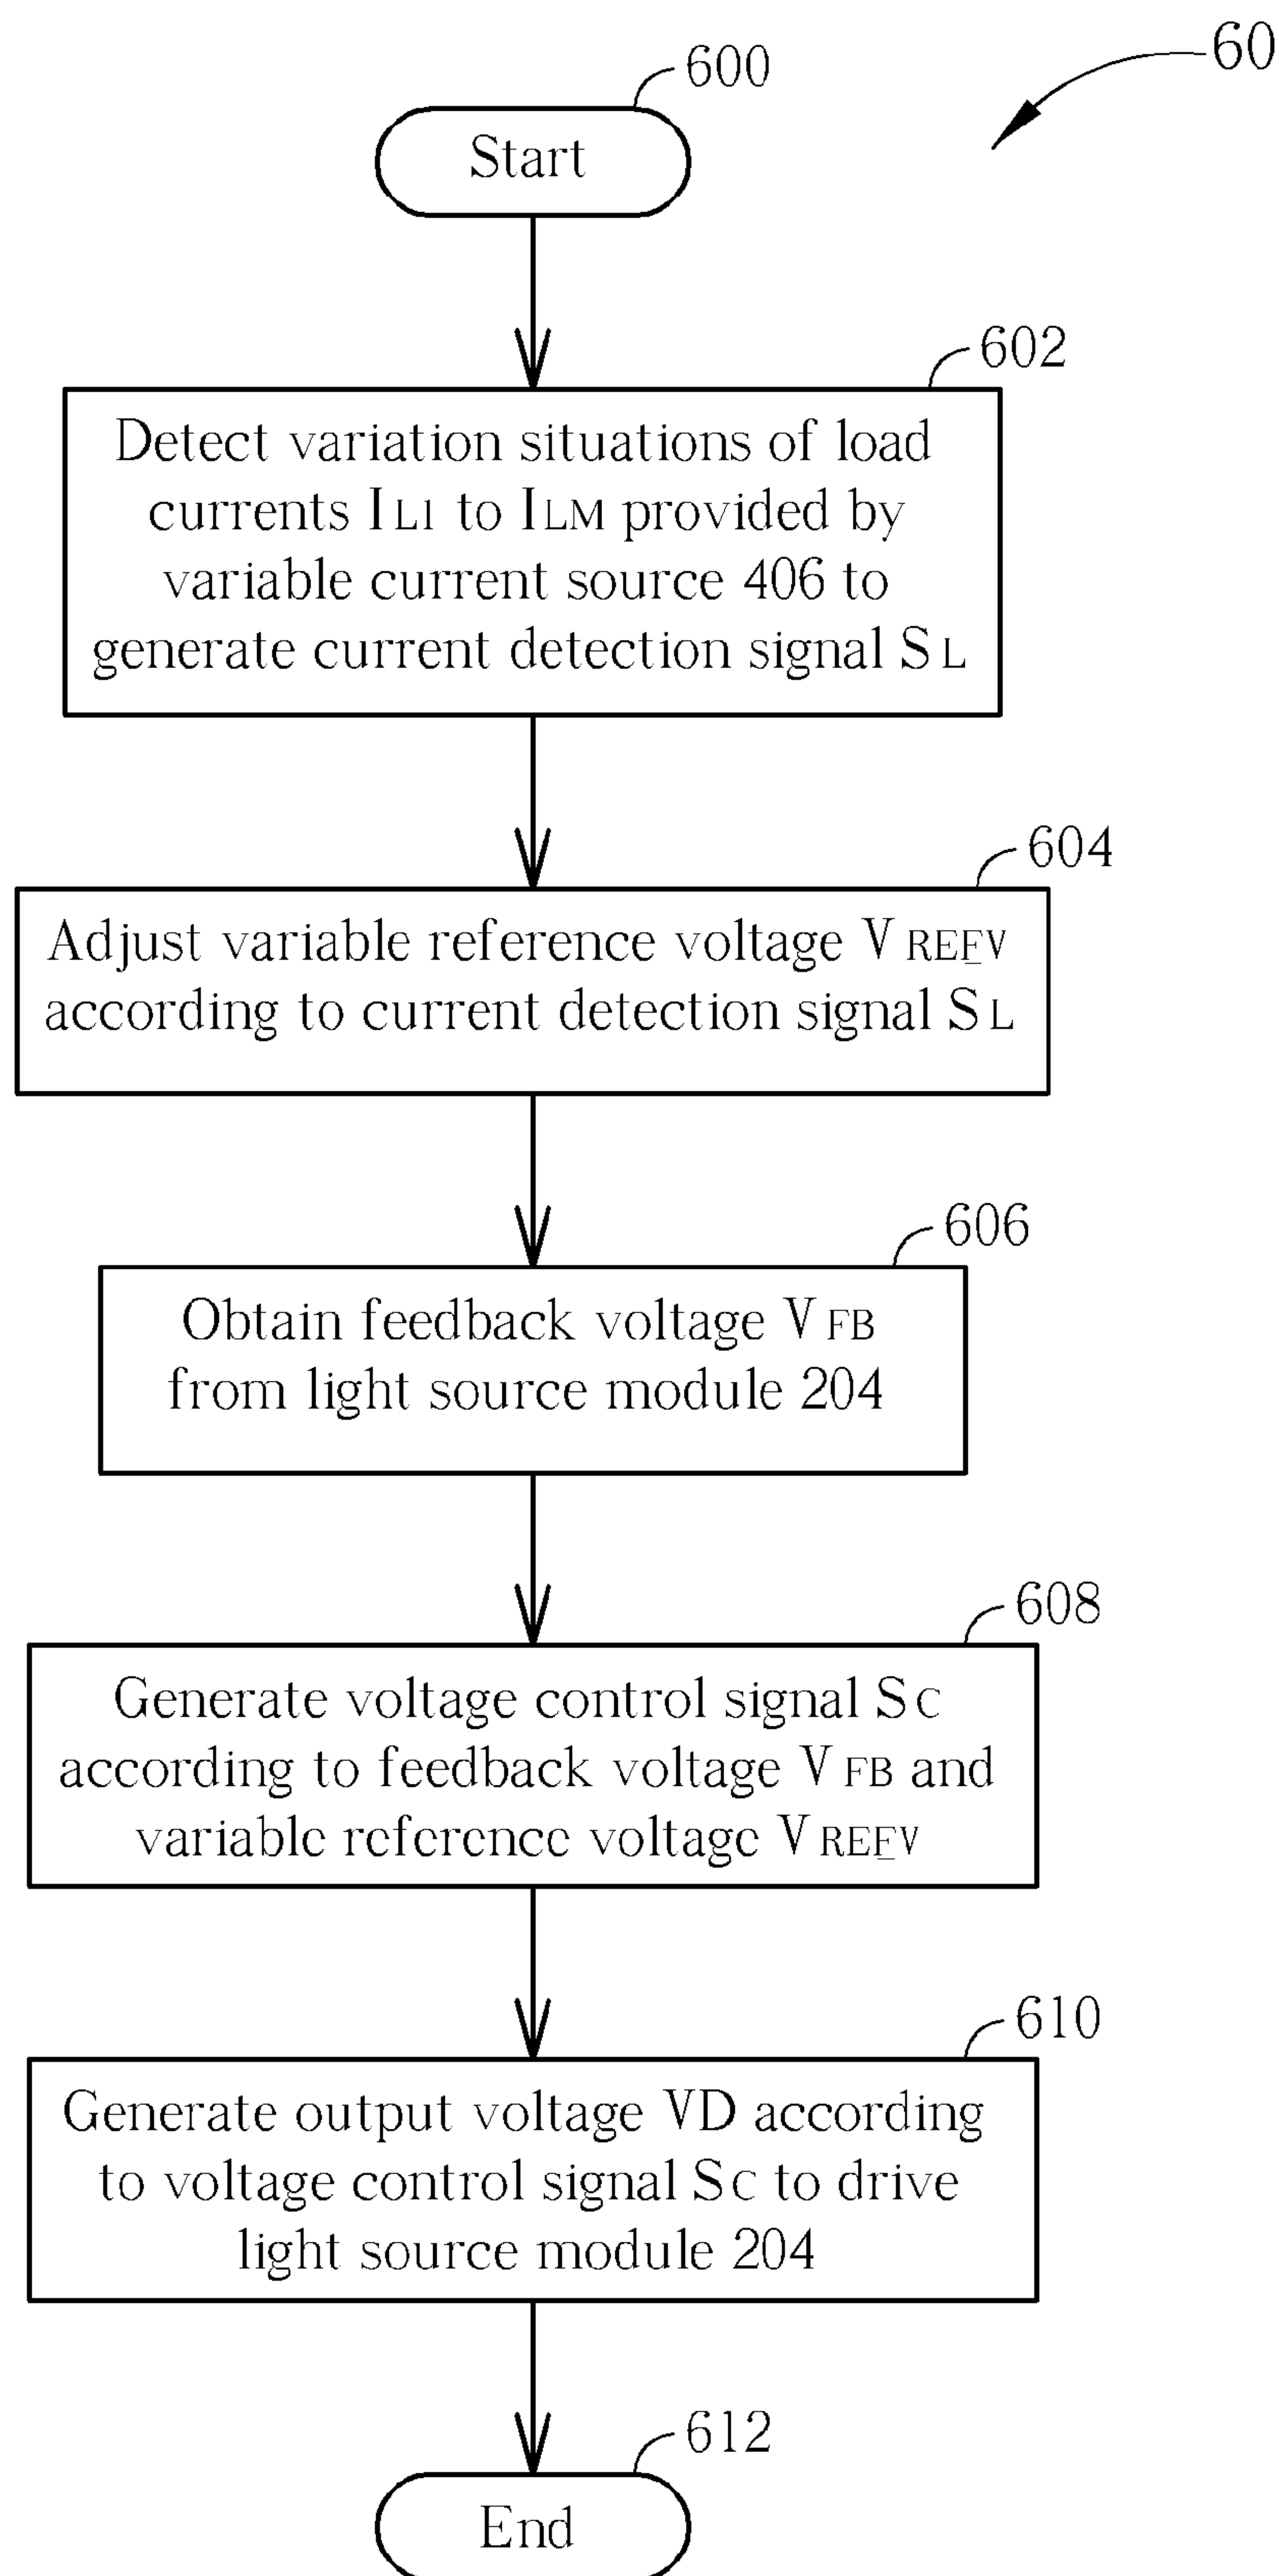 60
600
Start
602
Detect variation situations of load
currents IL1 to ILM provided by
variable current source 406 to
generate current detection signal SL
604
Adjust variable reference voltage VREF_V
according to current detection signal SL
606
Obtain feedback voltage VFB
from light source module 204
608
Generate voltage control signal SC
according to feedback voltage VFB and
variable reference voltage VREF_V
610
Generate output voltage VD according
to voltage control signal SC to drive
light source module 204
612
End